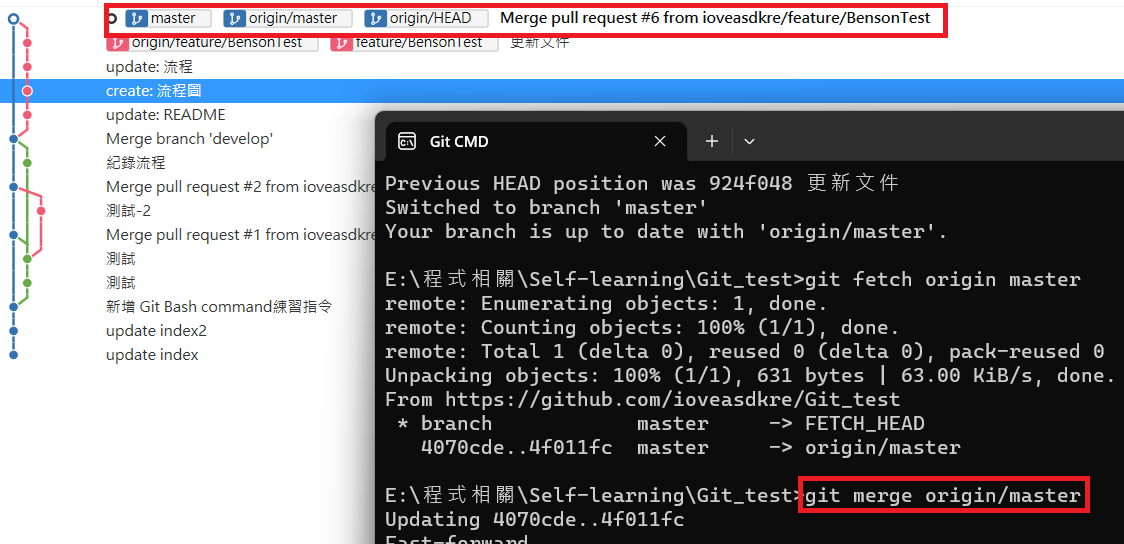 master origin/master origin/HEAD Merge pull request #6 from ioveasdkre/feature/BensonTest
origin/feature/BensonTest feature/BensonTest 更新文件
update: 流程
create: 流程圖
update: README
Merge branch 'develop'
紀錄流程
Merge pull request #2 from ioveasdkre
測試-2
Merge pull request #1 from ioveasdkre
測試
測試
新增 Git Bash command練習指令
update index2
update index
Git CMD
Previous HEAD position was 924f048 更新文件
Switched to branch 'master'
Your branch is up to date with 'origin/master'.
E:\程式相關\Self-learning\Git_test>git fetch origin master
remote: Enumerating objects: 1, done.
remote: Counting objects: 100% (1/1), done.
remote: Total 1 (delta 0), reused 0 (delta 0), pack-reused 0
Unpacking objects: 100% (1/1), 631 bytes | 63.00 KiB/s, done.
From https://github.com/ioveasdkre/Git_test
* branch master -> FETCH_HEAD
4070cde..4f011fc master -> origin/master
E:\程式相關\Self-learning\Git_test>git merge origin/master
Updating 4070cde..4f011fc
Fast-forward